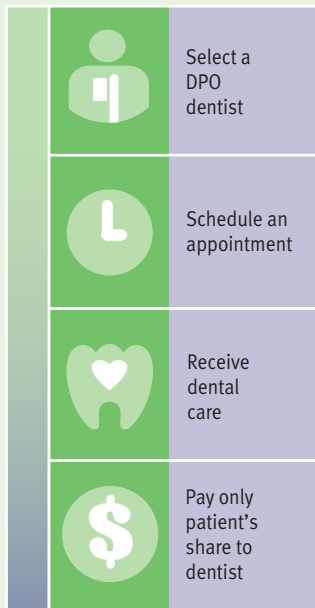 Select a
DPO
dentist
Schedule an
appointment
Receive
dental
care
$
Pay only
patient's
share to
dentist